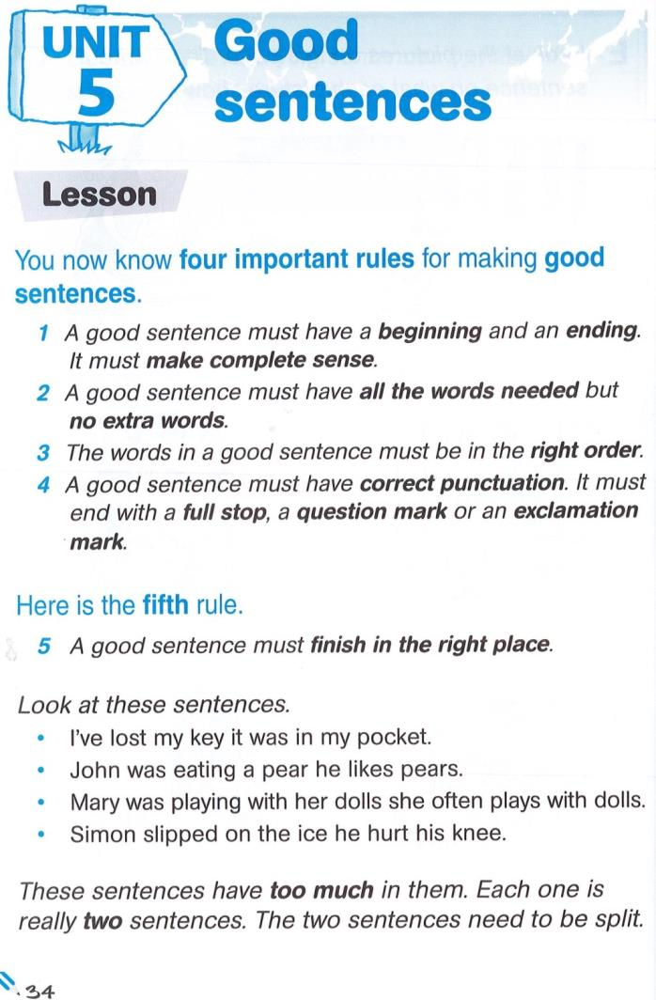 UNIT
5
Good
sentences
Lesson
You now know four important rules for making good
sentences.
1 A good sentence must have a beginning and an ending.
It must make complete sense.
2 A good sentence must have all the words needed but
no extra words.
3 The words in a good sentence must be in the right order.
4 A good sentence must have correct punctuation. It must
end with a full stop, a question mark or an exclamation
mark.
Here is the fifth rule.
5 A good sentence must finish in the right place.
Look at these sentences.
• I've lost my key it was in my pocket.
• John was eating a pear he likes pears.
• Mary was playing with her dolls she often plays with dolls.
• Simon slipped on the ice he hurt his knee.
These sentences have too much in them. Each one is
really two sentences. The two sentences need to be split.
34